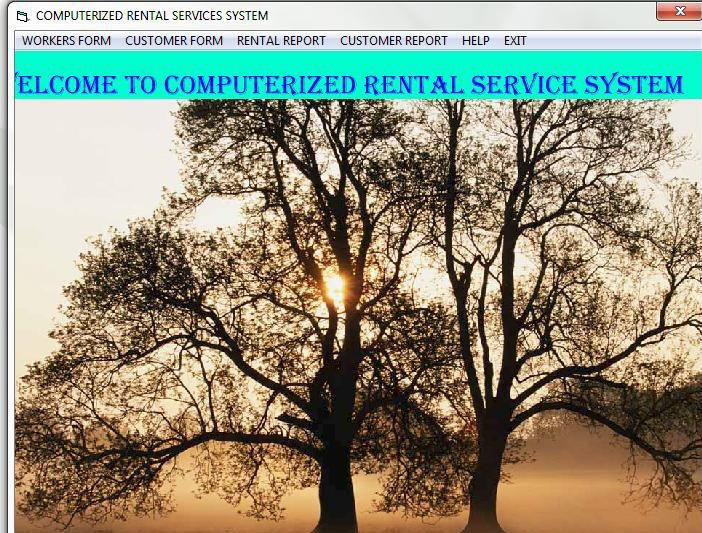 COMPUTERIZED RENTAL SERVICES SYSTEM
WORKERS FORM CUSTOMER FORM RENTAL REPORT CUSTOMER REPORT HELP EXIT
ELCOME TO COMPUTERIZED RENTAL SERVICE SYSTEM